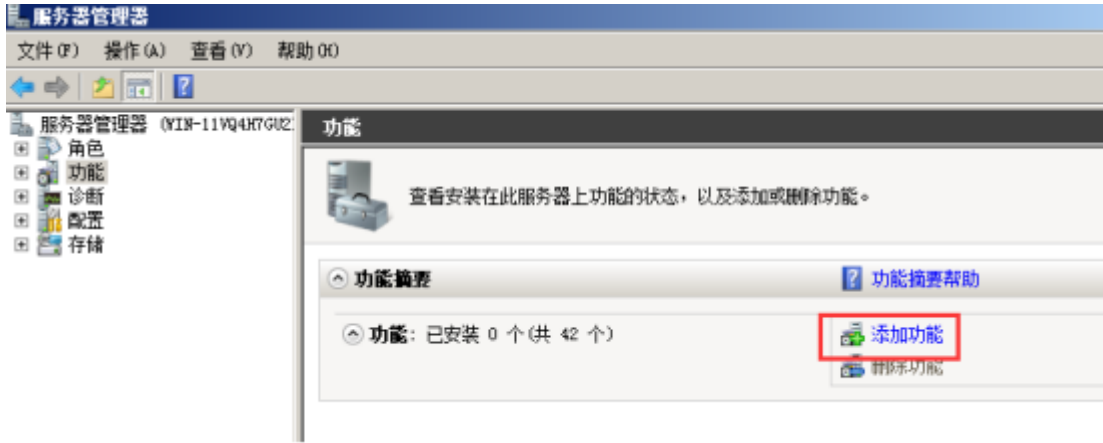 服务器管理器
文件(F) 操作(A) 查看(V) 帮助(H)
服务器管理器 (WIN-11VQ4H7GU2
角色
功能
诊断
配置
存储
功能
查看安装在此服务器上功能的状态，以及添加或删除功能。
功能摘要
功能摘要帮助
功能: 已安装 0 个(共 42 个)
添加功能
删除功能